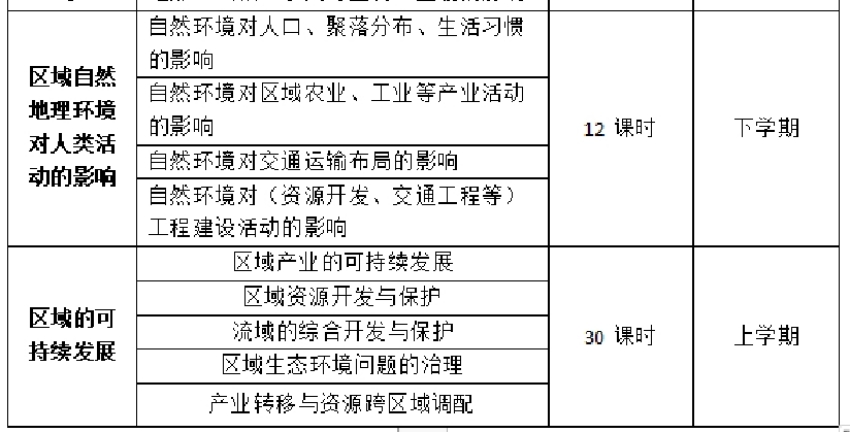 自然环境对人口、聚落分布、生活习惯
的影响
区域自然
地理环境
对人类活
动的影响
自然环境对区域农业、工业等产业活动
的影响
自然环境对交通运输布局的影响
自然环境对（资源开发、交通工程等）
工程建设活动的影响
12 课时
下学期
区域的可
持续发展
区域产业的可持续发展
区域资源开发与保护
流域的综合开发与保护
区域生态环境问题的治理
产业转移与资源跨区域调配
30 课时
上学期